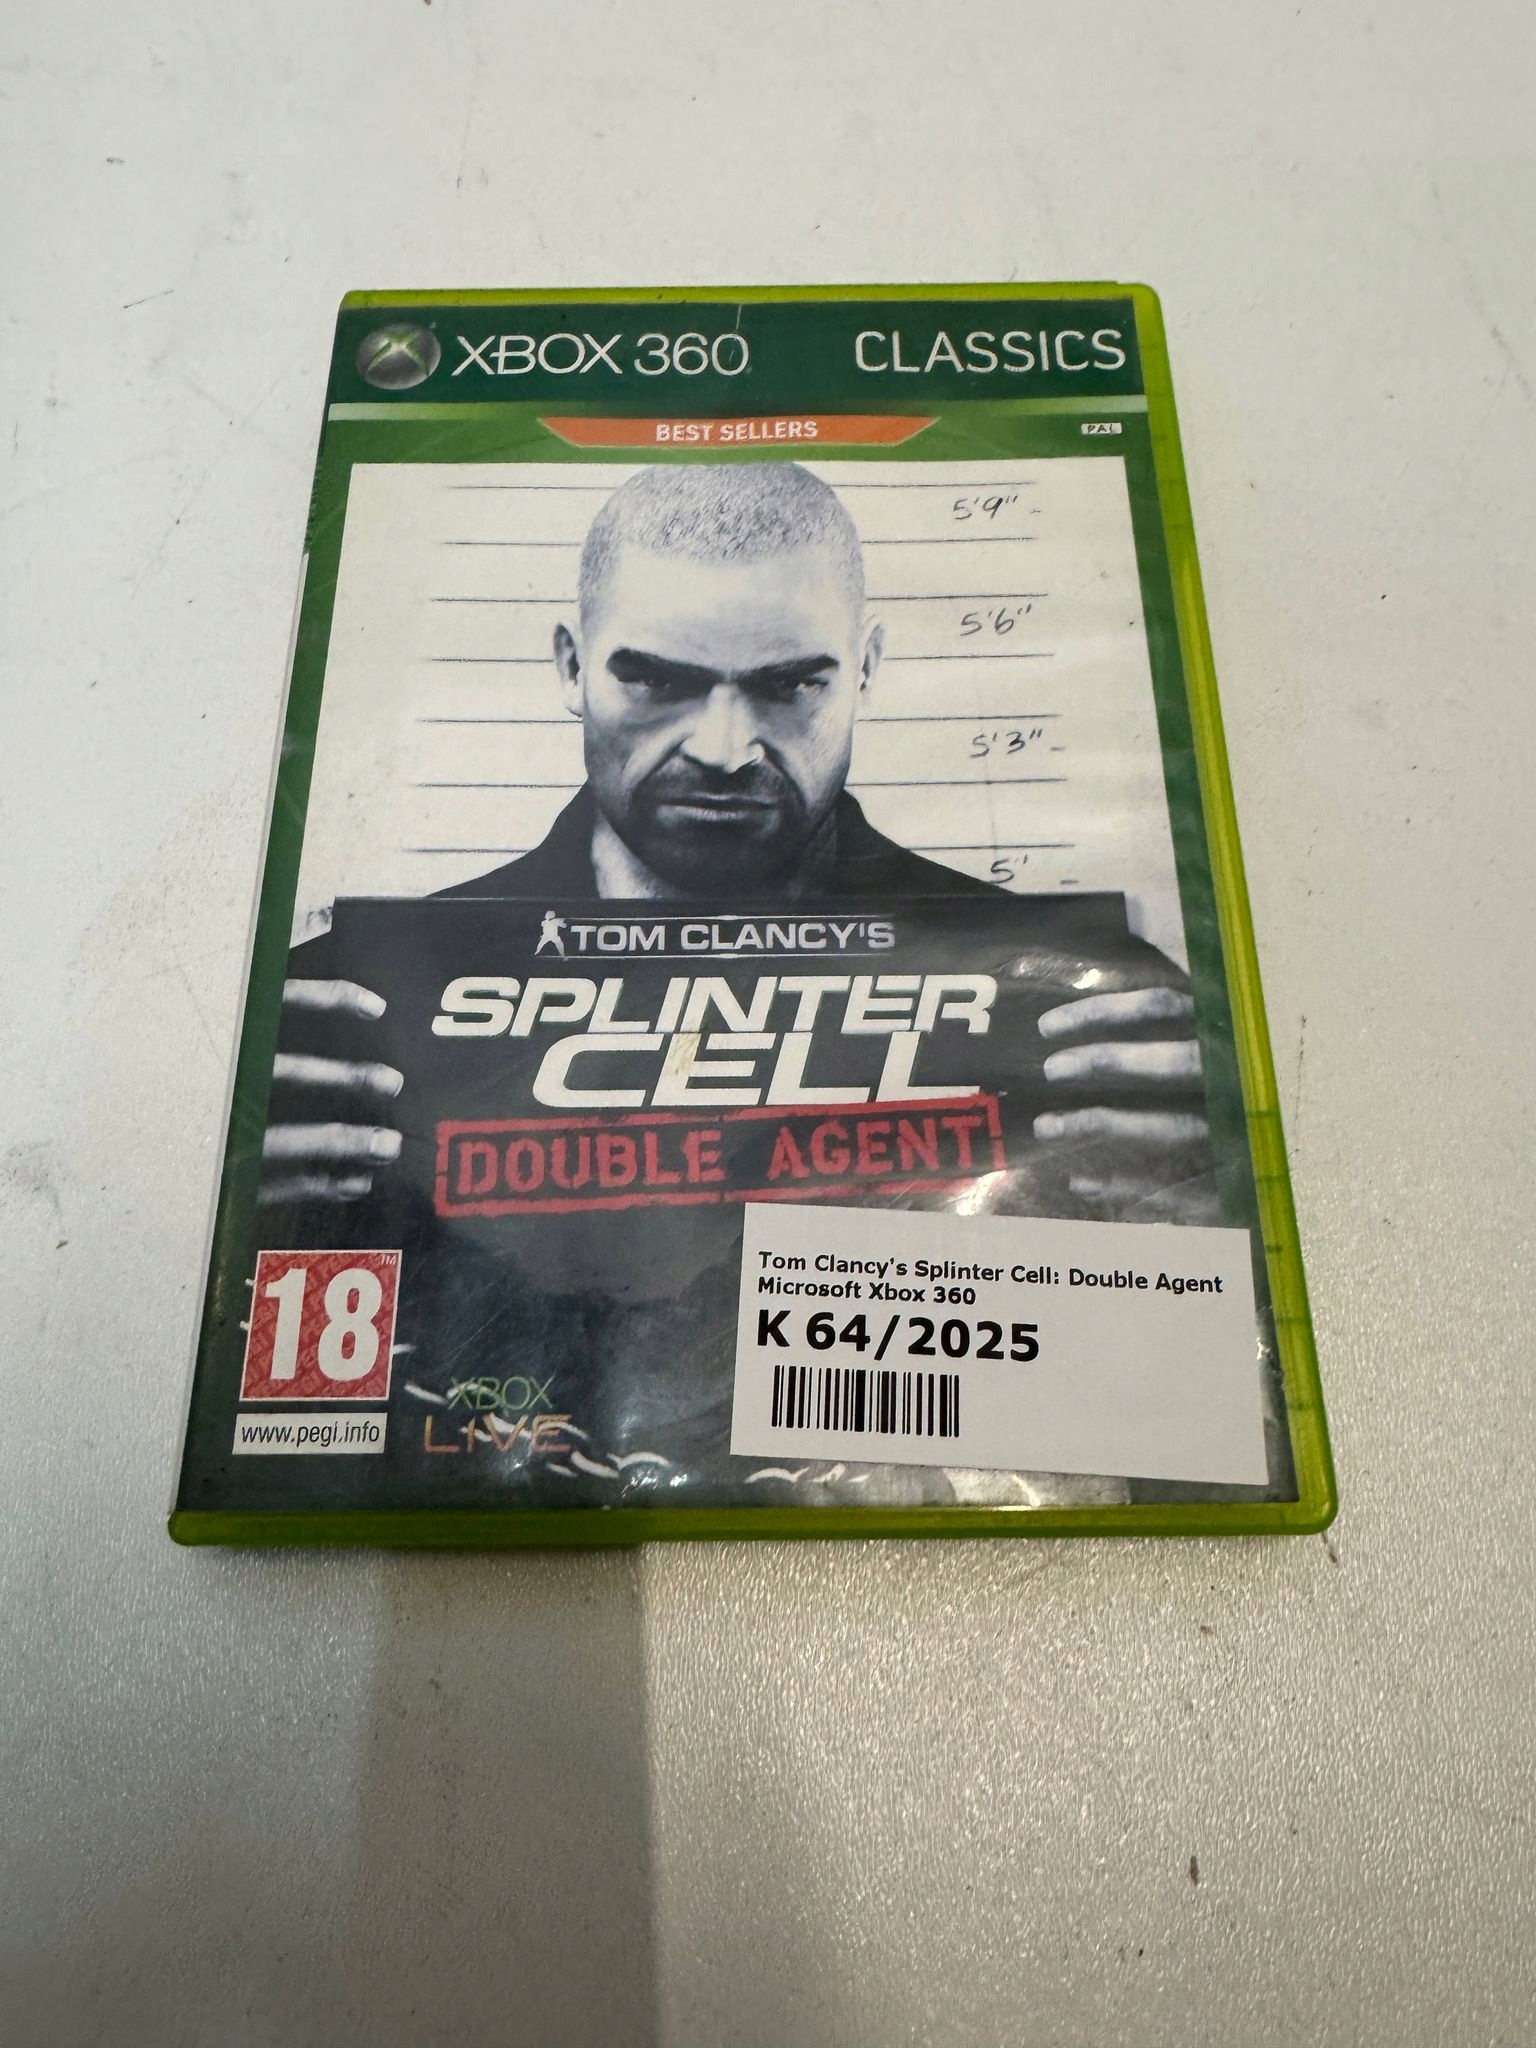 XBOX 360 CLASSICS
BEST SELLERS
PAL
5'9"
5'6"
5'3"
5'
TOM CLANCY'S
SPLINTER
CELL
DOUBLE AGENT
18™
www.pegi.info
XBOX
LIVE
Tom Clancy's Splinter Cell: Double Agent
Microsoft Xbox 360
K 64/2025